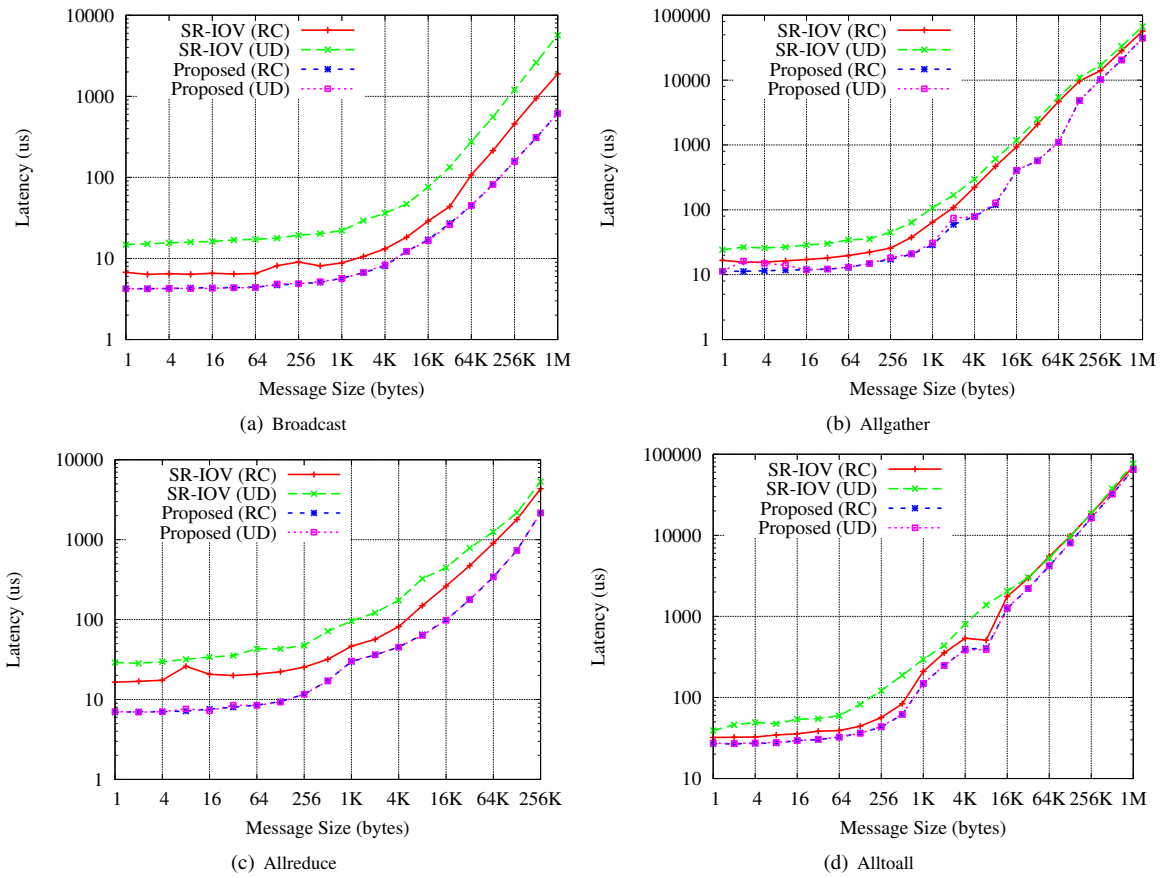 10000
1000
100
10
1
Latency (us)
SR-IOV (RC)
SR-IOV (UD)
Proposed (RC)
Proposed (UD)
1 4 16 64 256 1K 4K 16K 64K 256K 1M
Message Size (bytes)
(a) Broadcast
100000
10000
1000
100
10
1
Latency (us)
SR-IOV (RC)
SR-IOV (UD)
Proposed (RC)
Proposed (UD)
1 4 16 64 256 1K 4K 16K 64K 256K 1M
Message Size (bytes)
(b) Allgather
10000
1000
100
10
1
Latency (us)
SR-IOV (RC)
SR-IOV (UD)
Proposed (RC)
Proposed (UD)
1 4 16 64 256 1K 4K 16K 64K 256K
Message Size (bytes)
(c) Allreduce
100000
10000
1000
100
10
Latency (us)
SR-IOV (RC)
SR-IOV (UD)
Proposed (RC)
Proposed (UD)
1 4 16 64 256 1K 4K 16K 64K 256K 1M
Message Size (bytes)
(d) Alltoall